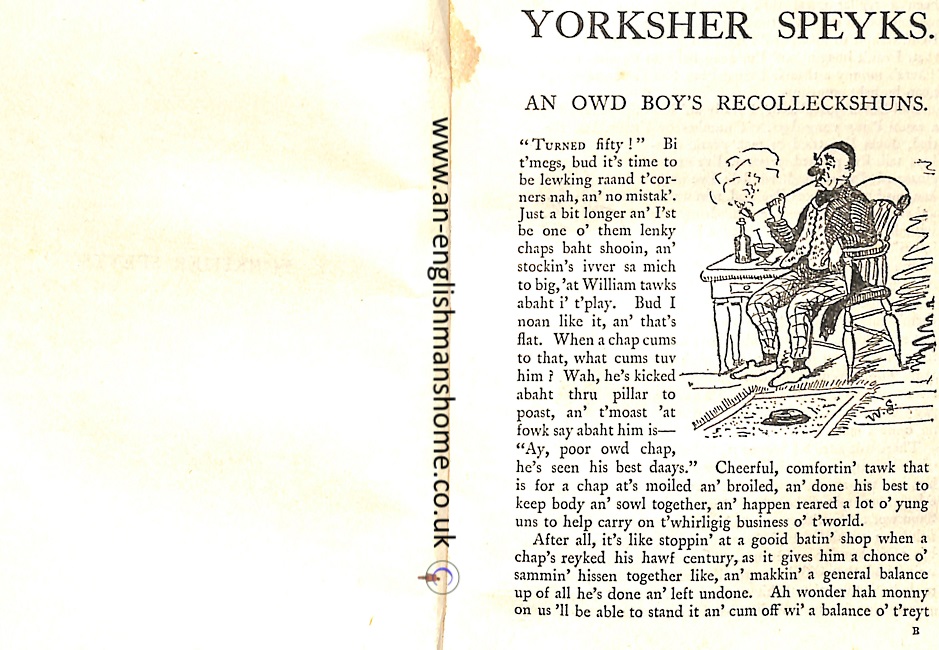 YORKSHER SPEYKS.
AN OWD BOY'S RECOLLECKSHUNS.
"TURNED fifty!" Bi
t'megs, bud it's time to
be lewking raand t'cor-
ners nah, an' no mistak'.
Just a bit longer an' I'st
be one o' them lenky
chaps baht shooin, an'
stockin's ivver sa mich
to big, 'at William tawks
abaht i' t'play. Bud I
noan like it, an' that's
flat. When a chap cums
to that, what cums tuv
him? Wah, he's kicked
abaht thru pillar to
poast, an' t'moast 'at
fowk say abaht him is—
"Ay, poor owd chap,
he's seen his best daays." Cheerful, comfortin' tawk that
is for a chap at's moiled an' broiled, an' done his best to
keep body an' sowl together, an' happen reared a lot o' yung
uns to help carry on t'whirligig business o' t'world.
After all, it's like stoppin' at a gooid batin' shop when a
chap's reyked his hawf century, as it gives him a chonce o'
sammin' hissen together like, an' makkin' a general balance
up of all he's done an' left undone. Ah wonder hah monny
on us 'll be able to stand it an' cum off wi' a balance o' t'reyt
B
W.S.
www.an-englishmanshome.co.uk